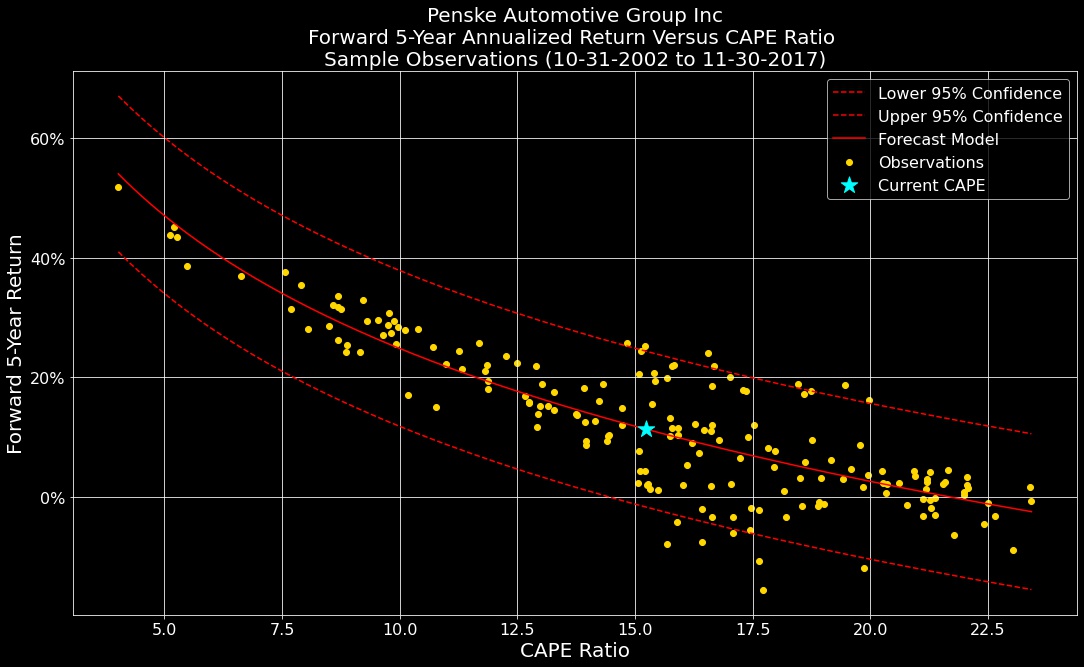 Penske Automotive Group Inc
Forward 5-Year Annualized Return Versus CAPE Ratio
Sample Observations (10-31-2002 to 11-30-2017)
Lower 95% Confidence
Upper 95% Confidence
Forecast Model
Observations
Current CAPE
Forward 5-Year Return
60%
40%
20%
0%
5.0 7.5 10.0 12.5 15.0 17.5 20.0 22.5
CAPE Ratio